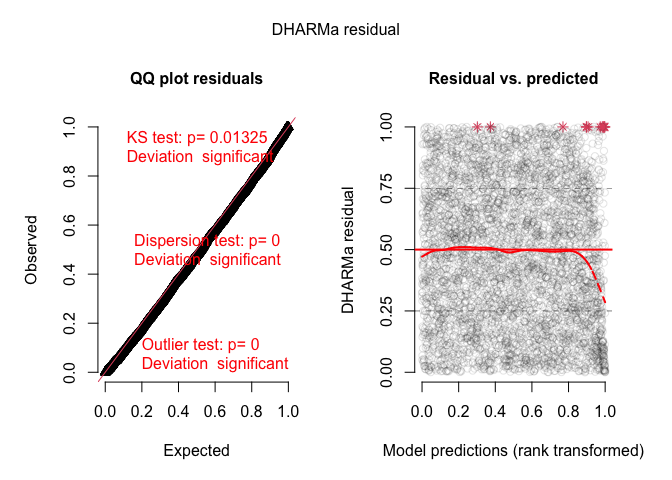 DHARMa residual
QQ plot residuals
KS test: p= 0.01325
Deviation significant
Dispersion test: p= 0
Deviation significant
Outlier test: p= 0
Deviation significant
Observed
0.0 0.2 0.4 0.6 0.8 1.0
0.0 0.2 0.4 0.6 0.8 1.0
Expected
Residual vs. predicted
DHARMa residual
0.00 0.25 0.50 0.75 1.00
0.0 0.2 0.4 0.6 0.8 1.0
Model predictions (rank transformed)